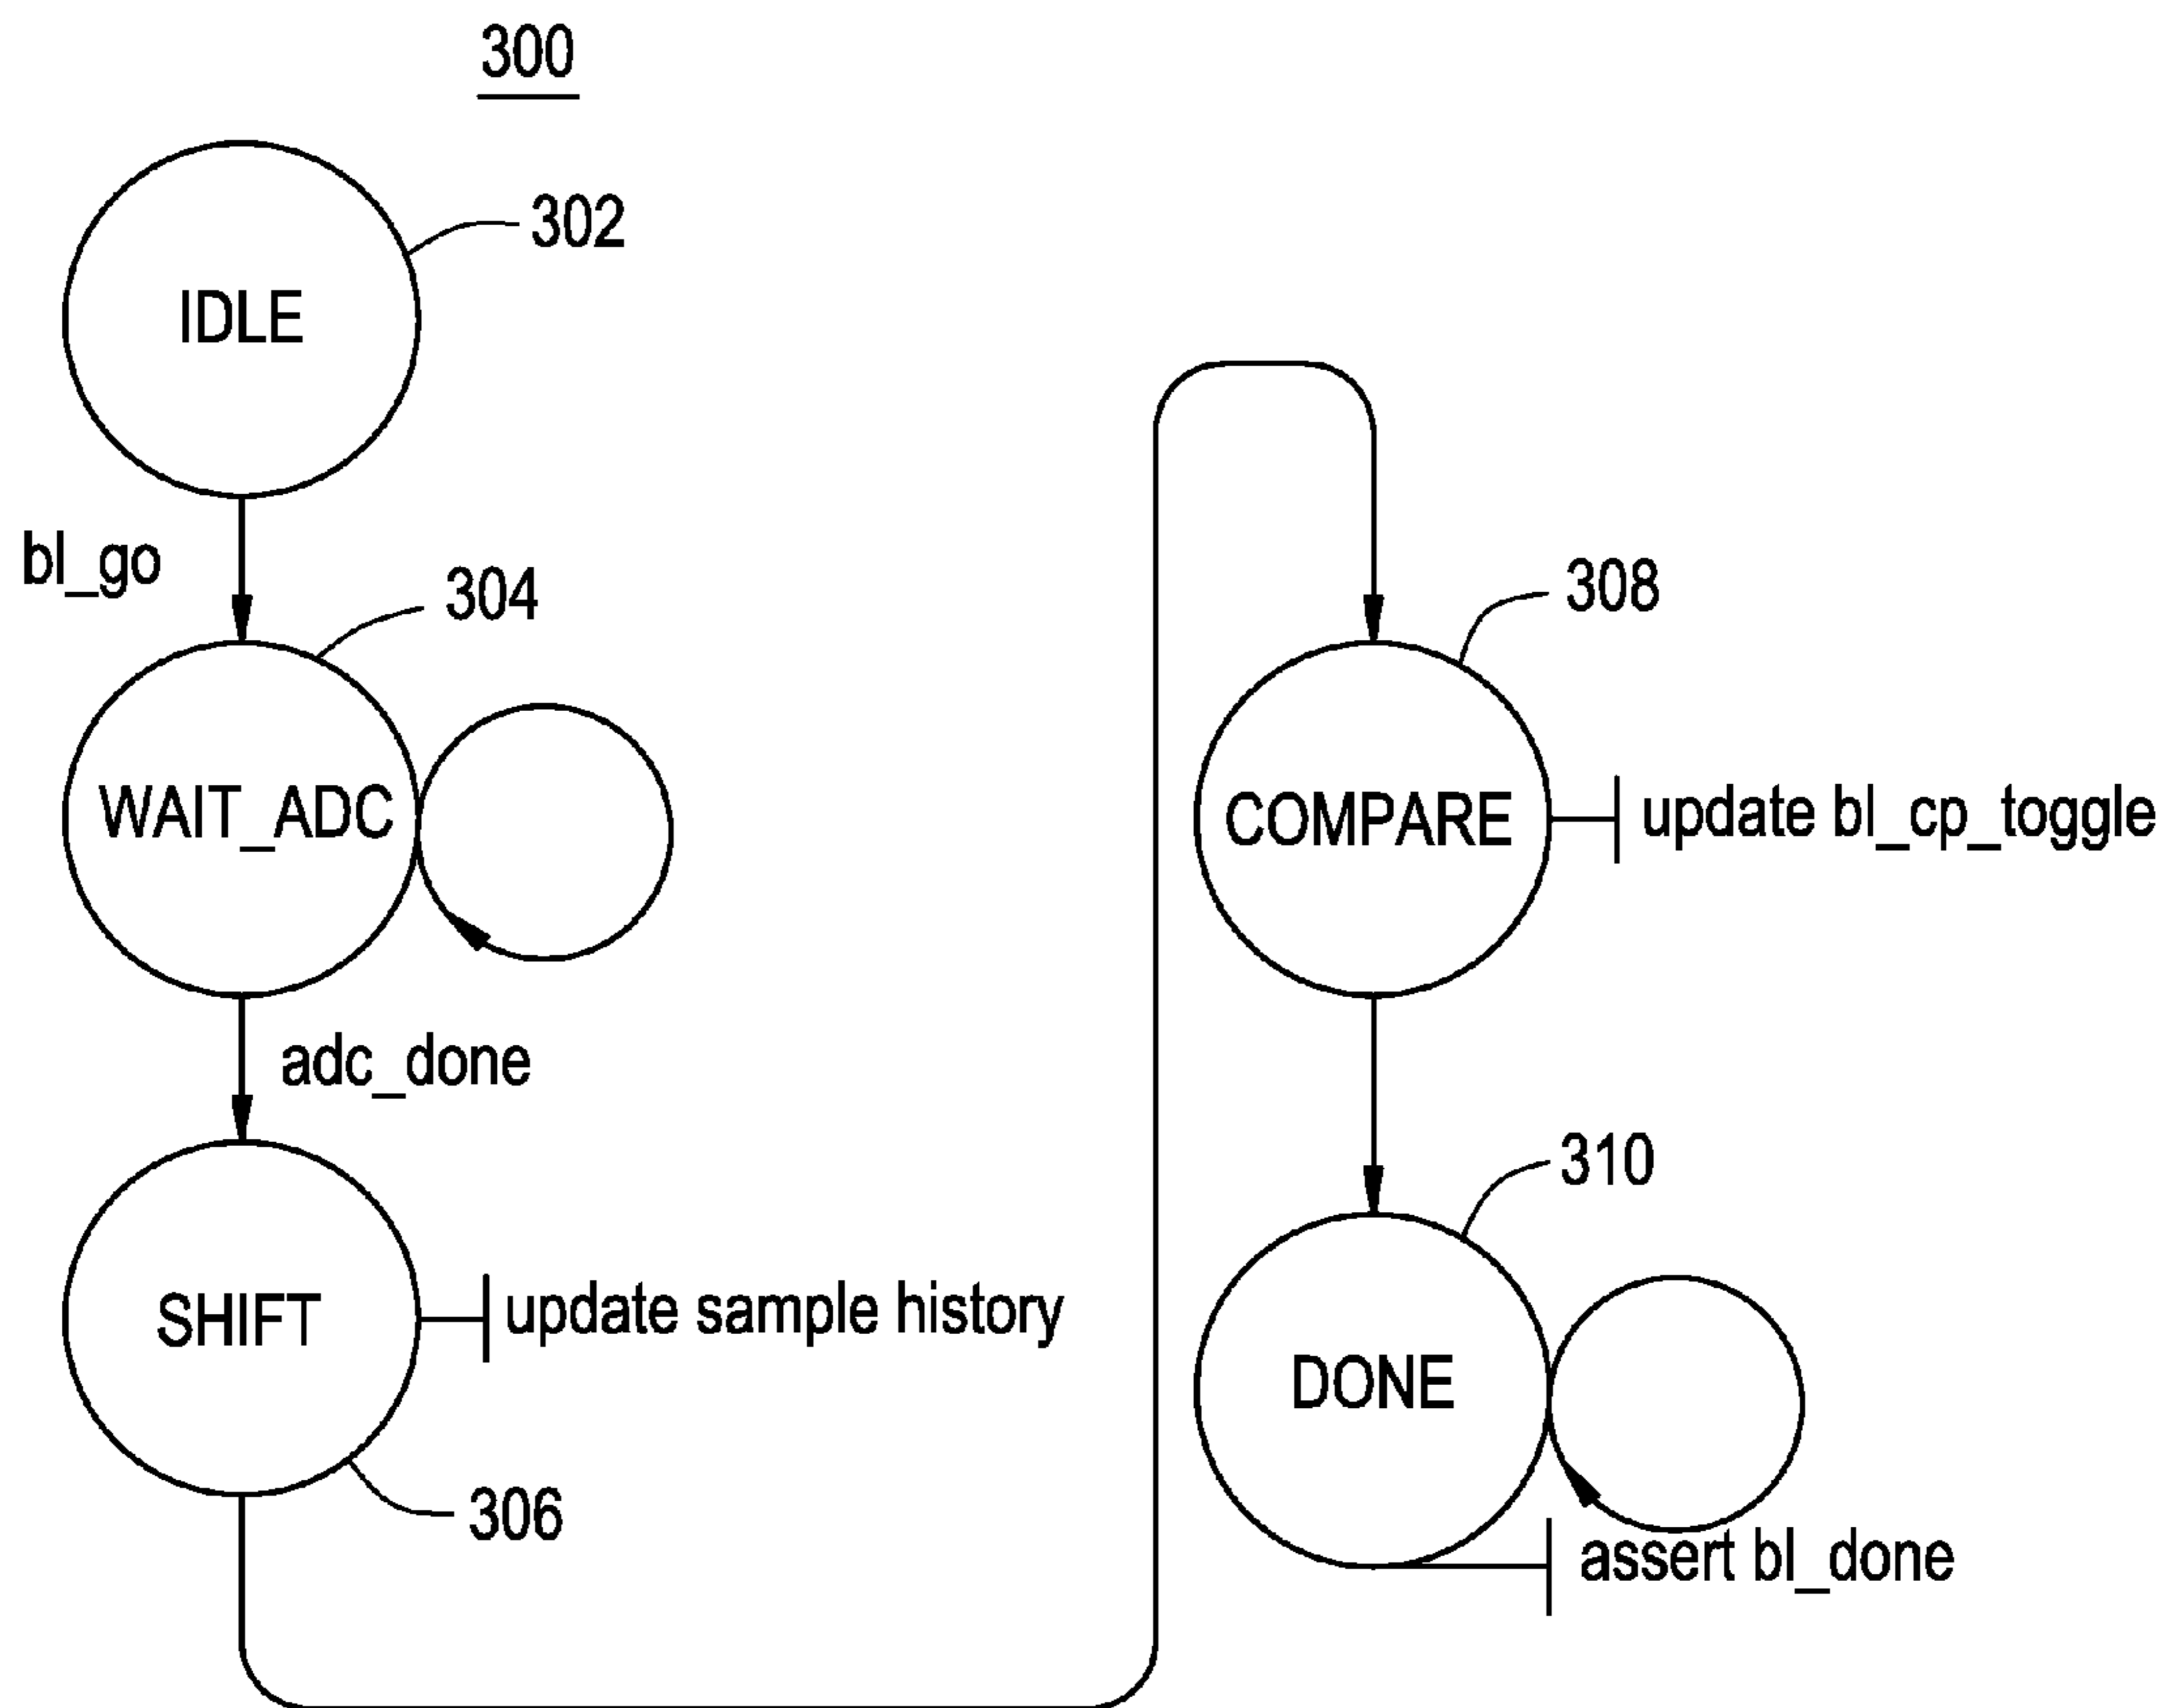 300
302
IDLE
bl_go
304
WAIT_ADC
adc_done
SHIFT
update sample history
306
308
COMPARE
update bl_cp_toggle
310
DONE
assert bl_done